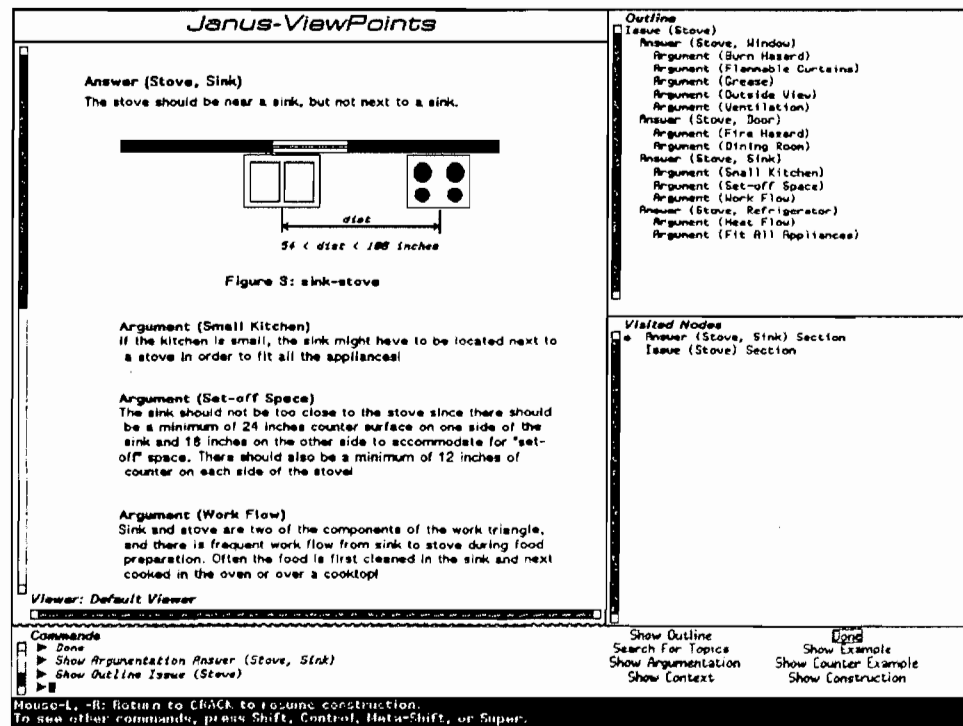 Janus-ViewPoints
Answer (Stove, Sink)
The stove should be near a sink, but not next to a sink.
dist
54 < dist < 108 inches
Figure 3: sink-stove
Argument (Small Kitchen)
If the kitchen is small, the sink might have to be located next to
a stove in order to fit all the appliances!
Argument (Set-off Space)
The sink should not be too close to the stove since there should
be a minimum of 24 inches counter surface on one side of the
sink and 18 inches on the other side to accommodate for "set-
off" space. There should also be a minimum of 12 inches of
counter on each side of the stove!
Argument (Work Flow)
Sink and stove are two of the components of the work triangle,
and there is frequent work flow from sink to stove during food
preparation. Often the food is first cleaned in the sink and next
cooked in the oven or over a cooktop!
Viewer: Default Viewer
Outline
Issue (Stove)
Answer (Stove, Window)
Argument (Burn Hazard)
Argument (Flammable Curtains)
Argument (Grease)
Argument (Outside View)
Argument (Ventilation)
Answer (Stove, Door)
Argument (Fire Hazard)
Argument (Dining Room)
Answer (Stove, Sink)
Argument (Small Kitchen)
Argument (Set-off Space)
Argument (Work Flow)
Answer (Stove, Refrigerator)
Argument (Heat Flow)
Argument (Fit All Appliances)
Visited Nodes
Answer (Stove, Sink) Section
Issue (Stove) Section
Commands
Done
Show Argumentation Answer (Stove, Sink)
Show Outline Issue (Stove)
Show Outline Done
Search For Topics Show Example
Show Argumentation Show Counter Example
Show Context Show Construction
Mouse-L, -R: Return to CRACK to resume construction.
To see other commands, press Shift, Control, Meta-Shift, or Super.